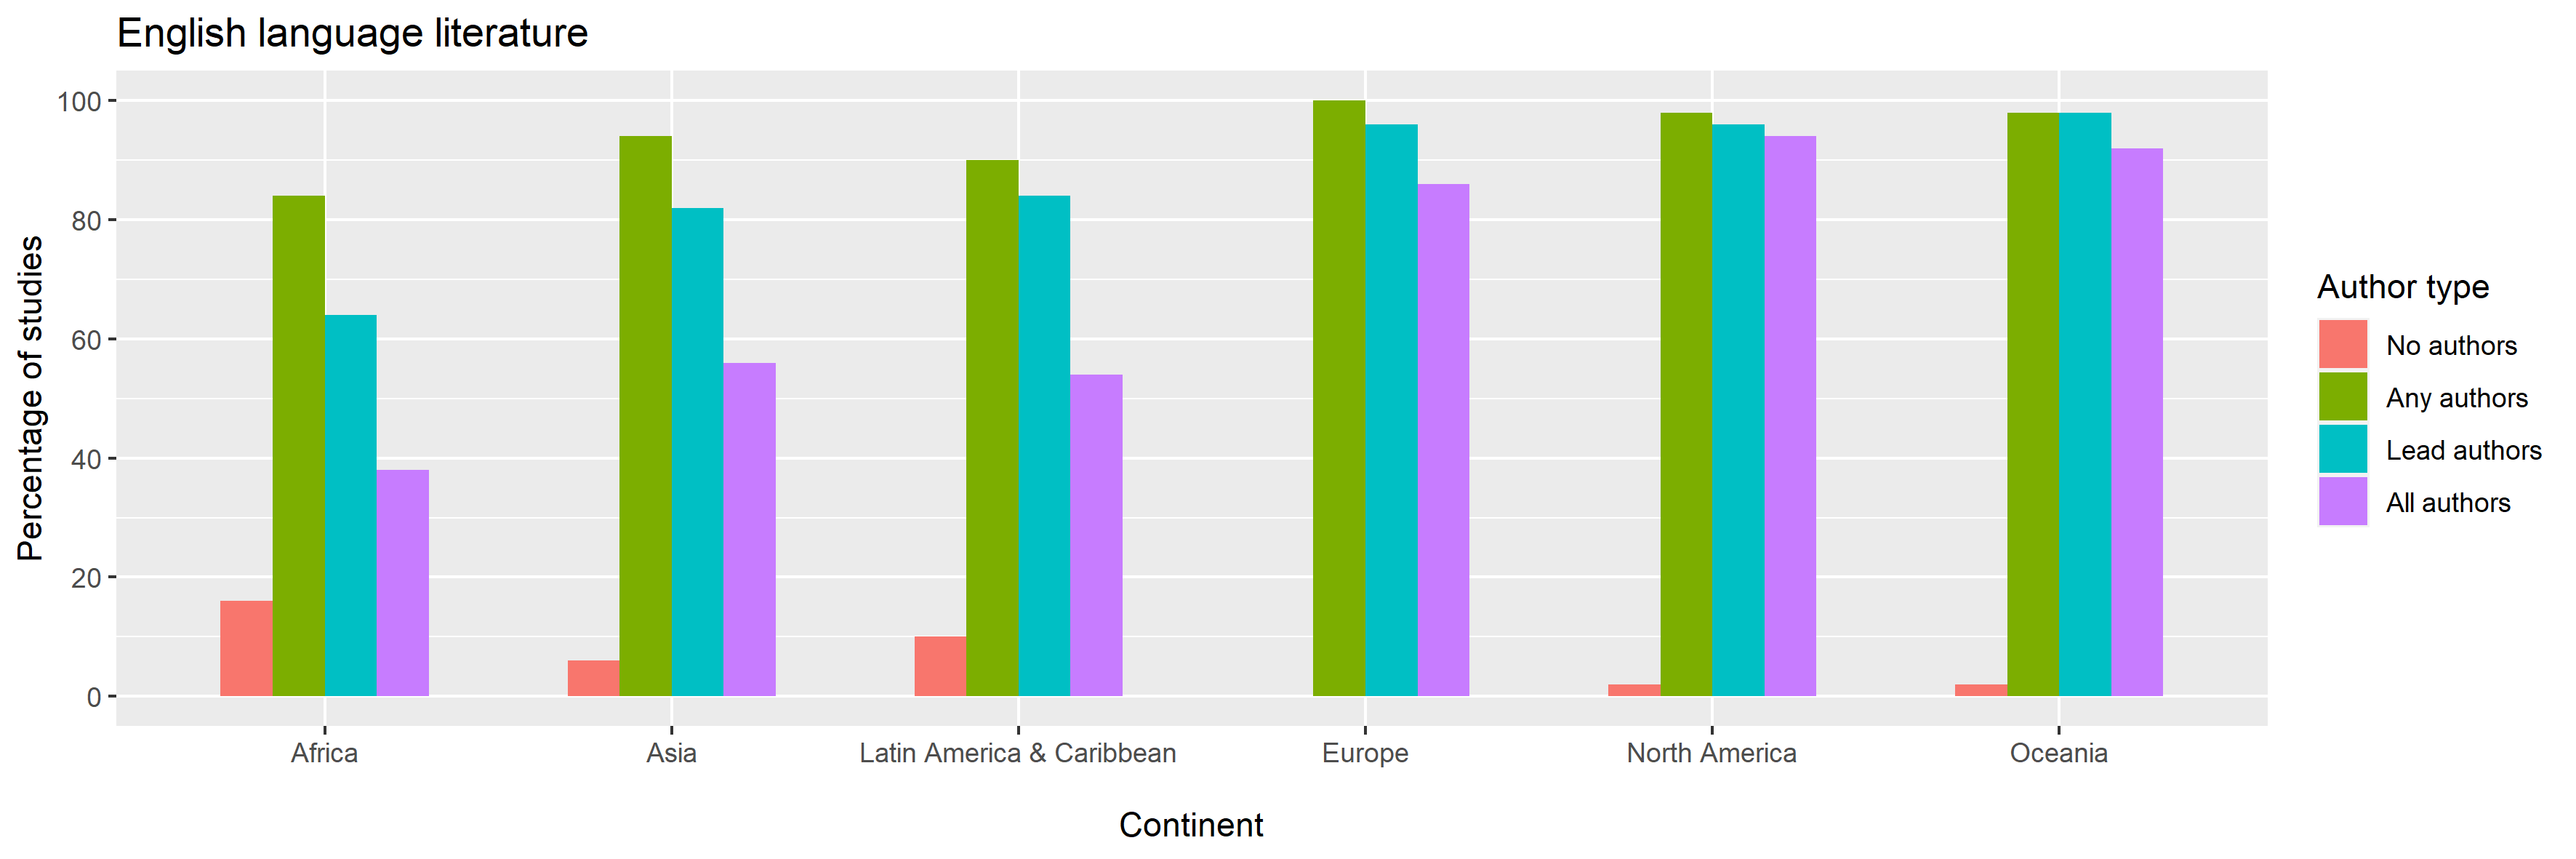 English language literature
Percentage of studies
100
80
60
40
20
0
Africa
Asia
Latin America & Caribbean
Europe
North America
Oceania
Continent
Author type
No authors
Any authors
Lead authors
All authors